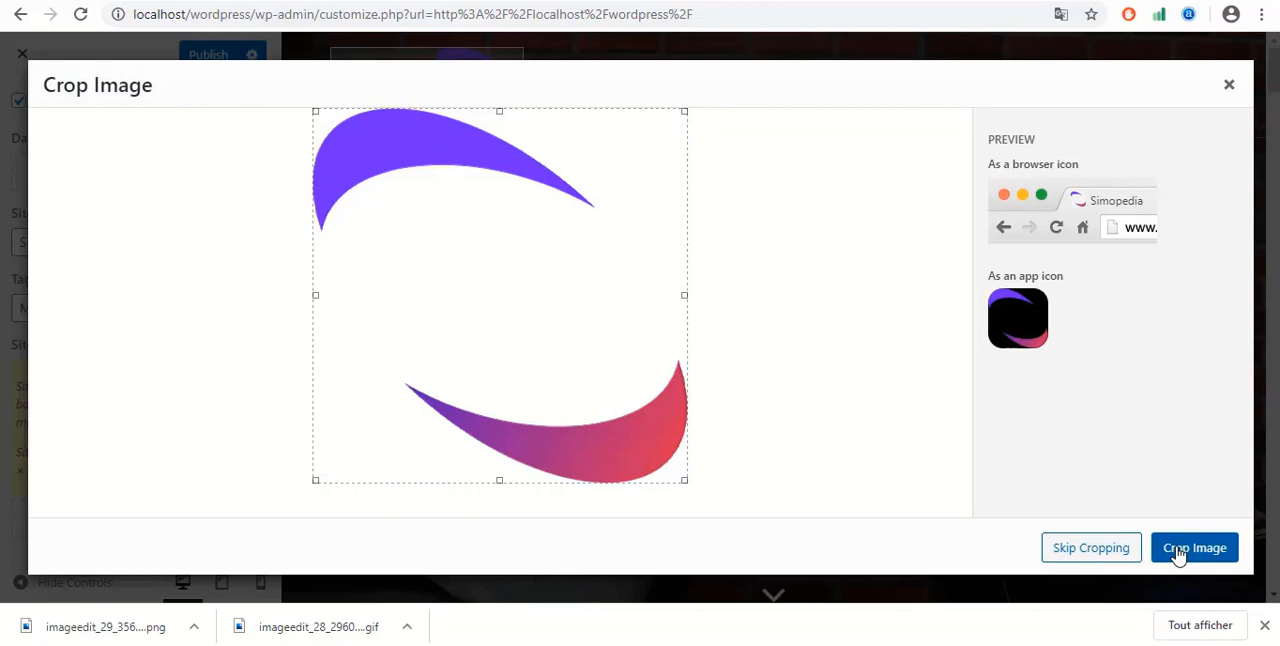 localhost/wordpress/wp-admin/customize.php?url=http%3A%2F%2Flocalhost%2Fwordpress%2F
Publish
Crop Image
PREVIEW
As a browser icon
Simopedia
www.
As an app icon
Skip Cropping
Crop Image
Hide Controls
imageedit_29_356....png
imageedit_28_2960....gif
Tout afficher